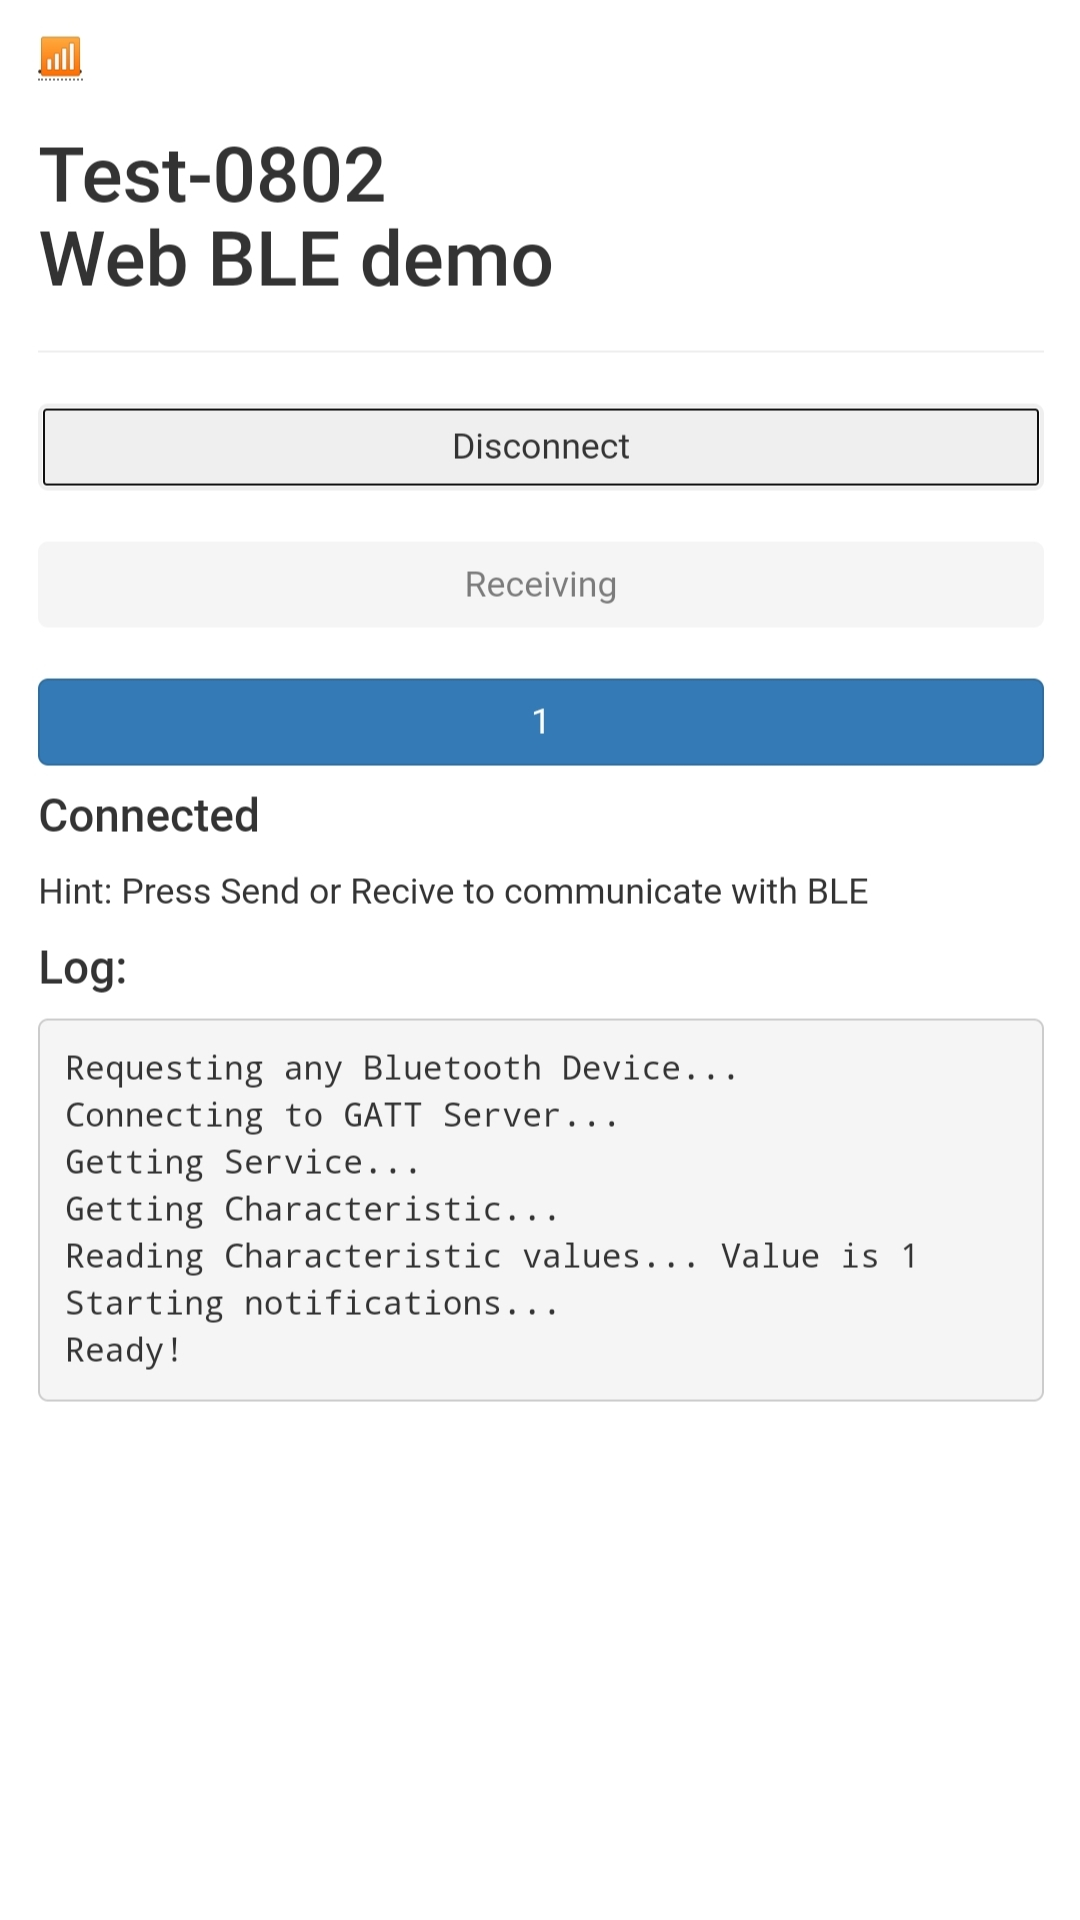 Test-0802
Web BLE demo
Disconnect
Receiving
1
Connected
Hint: Press Send or Recive to communicate with BLE
Log:
Requesting any Bluetooth Device...
Connecting to GATT Server...
Getting Service...
Getting Characteristic...
Reading Characteristic values... Value is 1
Starting notifications...
Ready!